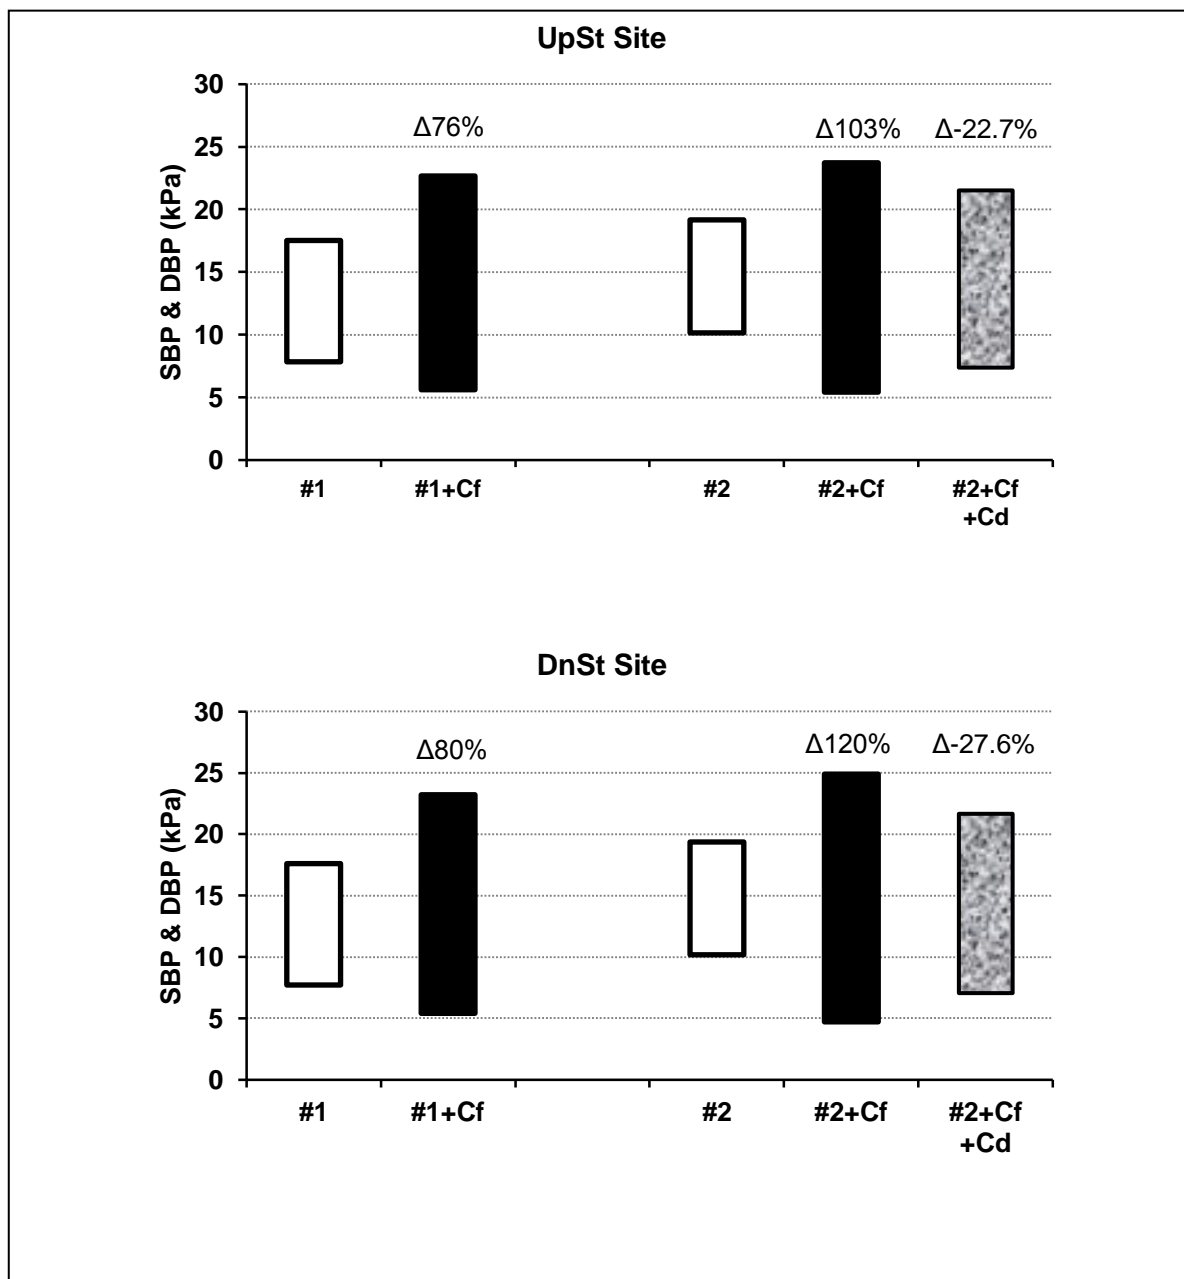 UpSt Site
SBP & DBP (kPa)
30
25
20
15
10
5
0
Δ76%
Δ103%
Δ-22.7%
#1
#1+Cf
#2
#2+Cf
#2+Cf
+Cd
DnSt Site
SBP & DBP (kPa)
30
25
20
15
10
5
0
Δ80%
Δ120%
Δ-27.6%
#1
#1+Cf
#2
#2+Cf
#2+Cf
+Cd